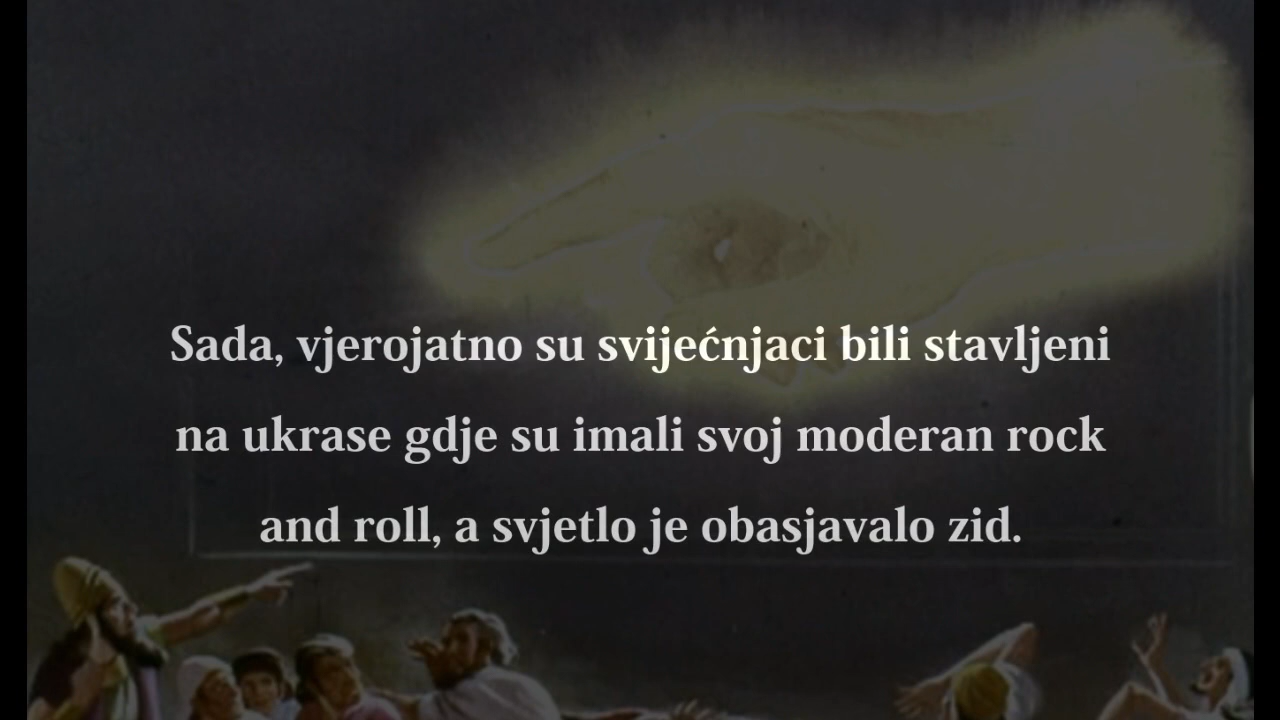 Sada, vjerojatno su svijećnjaci bili stavljeni
na ukrase gdje su imali svoj moderan rock
and roll, a svjetlo je obasjavalo zid.